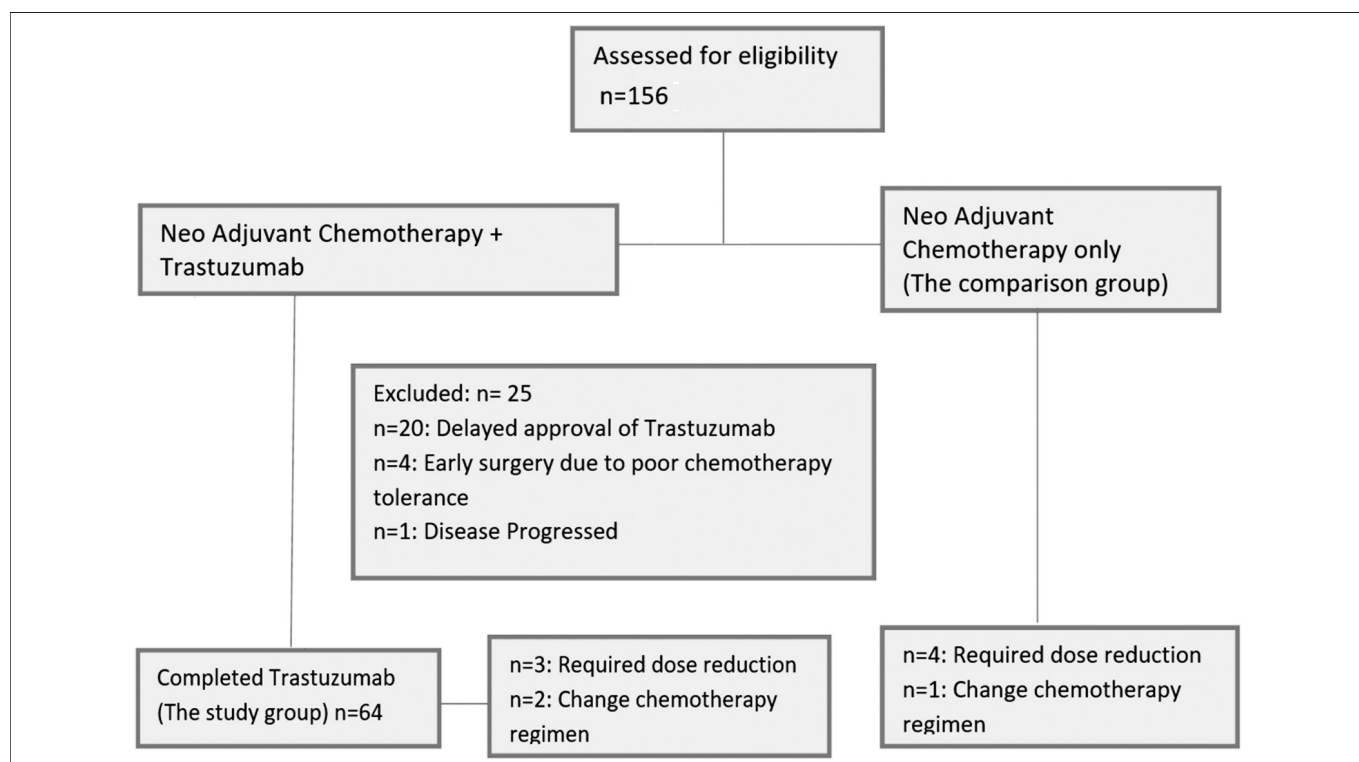 Assessed for eligibility
n=156
Neo Adjuvant Chemotherapy +
Trastuzumab
Neo Adjuvant
Chemotherapy only
(The comparison group)
Excluded: n= 25
n=20: Delayed approval of Trastuzumab
n=4: Early surgery due to poor chemotherapy
tolerance
n=1: Disease Progressed
Completed Trastuzumab
(The study group) n=64
n=3: Required dose reduction
n=2: Change chemotherapy
regimen
n=4: Required dose reduction
n=1: Change chemotherapy
regimen